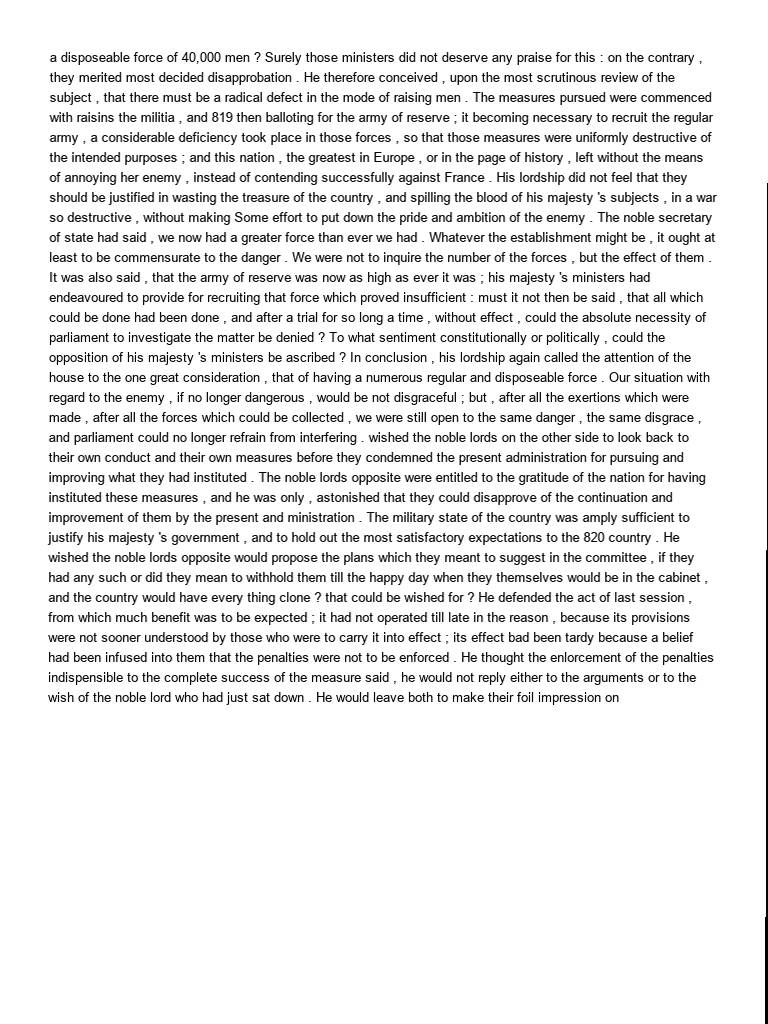 a disposeable force of 40,000 men ? Surely those ministers did not deserve any praise for this : on the contrary ,
they merited most decided disapprobation . He therefore conceived , upon the most scrutinous review of the
subject , that there must be a radical defect in the mode of raising men . The measures pursued were commenced
with raisins the militia , and 819 then balloting for the army of reserve ; it becoming necessary to recruit the regular
army , a considerable deficiency took place in those forces , so that those measures were uniformly destructive of
the intended purposes ; and this nation , the greatest in Europe , or in the page of history , left without the means
of annoying her enemy , instead of contending successfully against France . His lordship did not feel that they
should be justified in wasting the treasure of the country , and spilling the blood of his majesty 's subjects , in a war
so destructive , without making Some effort to put down the pride and ambition of the enemy . The noble secretary
of state had said , we now had a greater force than ever we had . Whatever the establishment might be , it ought at
least to be commensurate to the danger . We were not to inquire the number of the forces , but the effect of them .
It was also said , that the army of reserve was now as high as ever it was ; his majesty 's ministers had
endeavoured to provide for recruiting that force which proved insufficient : must it not then be said , that all which
could be done had been done , and after a trial for so long a time , without effect , could the absolute necessity of
parliament to investigate the matter be denied ? To what sentiment constitutionally or politically , could the
opposition of his majesty 's ministers be ascribed ? In conclusion , his lordship again called the attention of the
house to the one great consideration , that of having a numerous regular and disposeable force . Our situation with
regard to the enemy , if no longer dangerous , would be not disgraceful ; but , after all the exertions which were
made , after all the forces which could be collected , we were still open to the same danger , the same disgrace ,
and parliament could no longer refrain from interfering . wished the noble lords on the other side to look back to
their own conduct and their own measures before they condemned the present administration for pursuing and
improving what they had instituted . The noble lords opposite were entitled to the gratitude of the nation for having
instituted these measures , and he was only , astonished that they could disapprove of the continuation and
improvement of them by the present and ministration . The military state of the country was amply sufficient to
justify his majesty 's government , and to hold out the most satisfactory expectations to the 820 country . He
wished the noble lords opposite would propose the plans which they meant to suggest in the committee , if they
had any such or did they mean to withhold them till the happy day when they themselves would be in the cabinet ,
and the country would have every thing clone ? that could be wished for ? He defended the act of last session ,
from which much benefit was to be expected ; it had not operated till late in the reason , because its provisions
were not sooner understood by those who were to carry it into effect ; its effect bad been tardy because a belief
had been infused into them that the penalties were not to be enforced . He thought the enlorcement of the penalties
indispensible to the complete success of the measure said , he would not reply either to the arguments or to the
wish of the noble lord who had just sat down . He would leave both to make their foil impression on